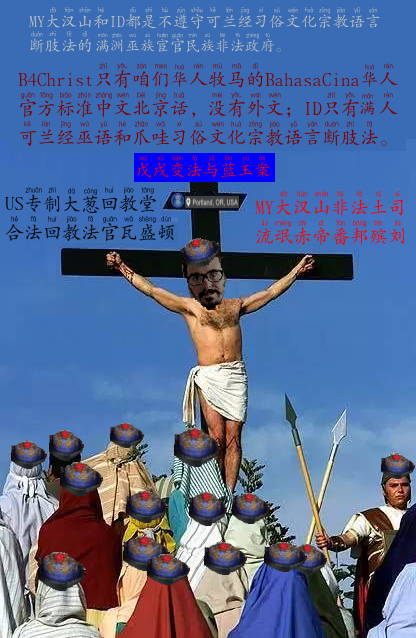 MY大汉山和ID都是不遵守可兰经习俗文化宗教语言
断肢法的满洲巫族宦官民族非法政府。
B4Christ只有咱们华人牧马的BahasaCina华人
官方标准中文北京话，没有外文；ID只有满人
可兰经巫语和爪哇习俗文化宗教语言断肢法。
戊戌变法与蓝玉案
US专制大葱回教堂
合法回教法官瓦盛顿
Portland, OR, USA
MY大汉山非法土司
流氓赤帝番邦殡刘